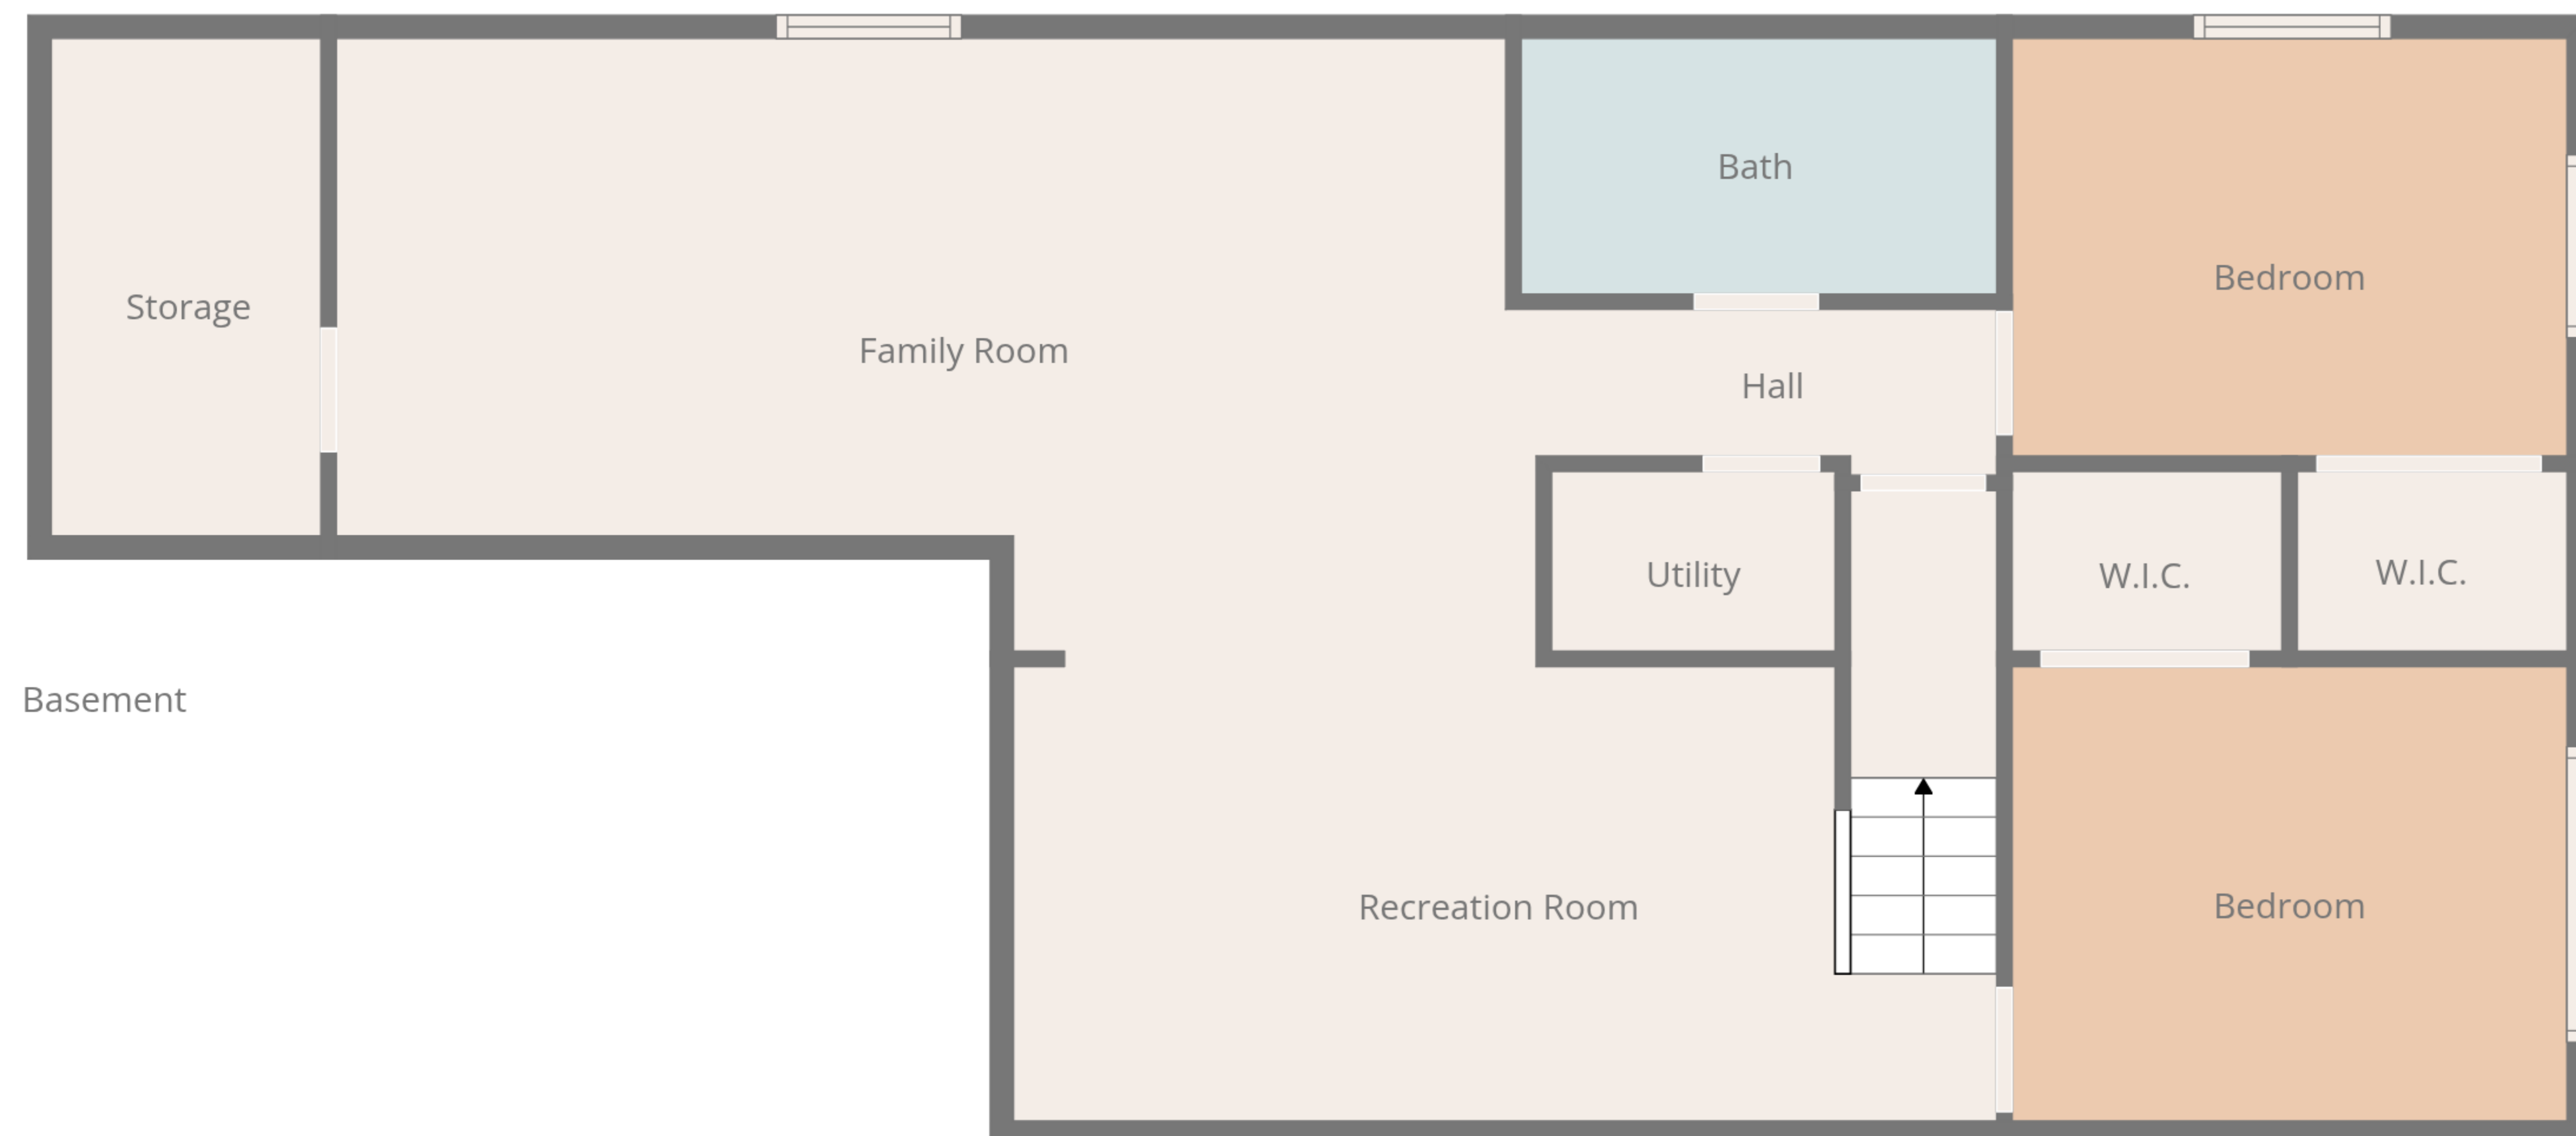 Bath
Bedroom
Storage
Family Room
Hall
Utility
W.I.C.
W.I.C.
Basement
Recreation Room
Bedroom